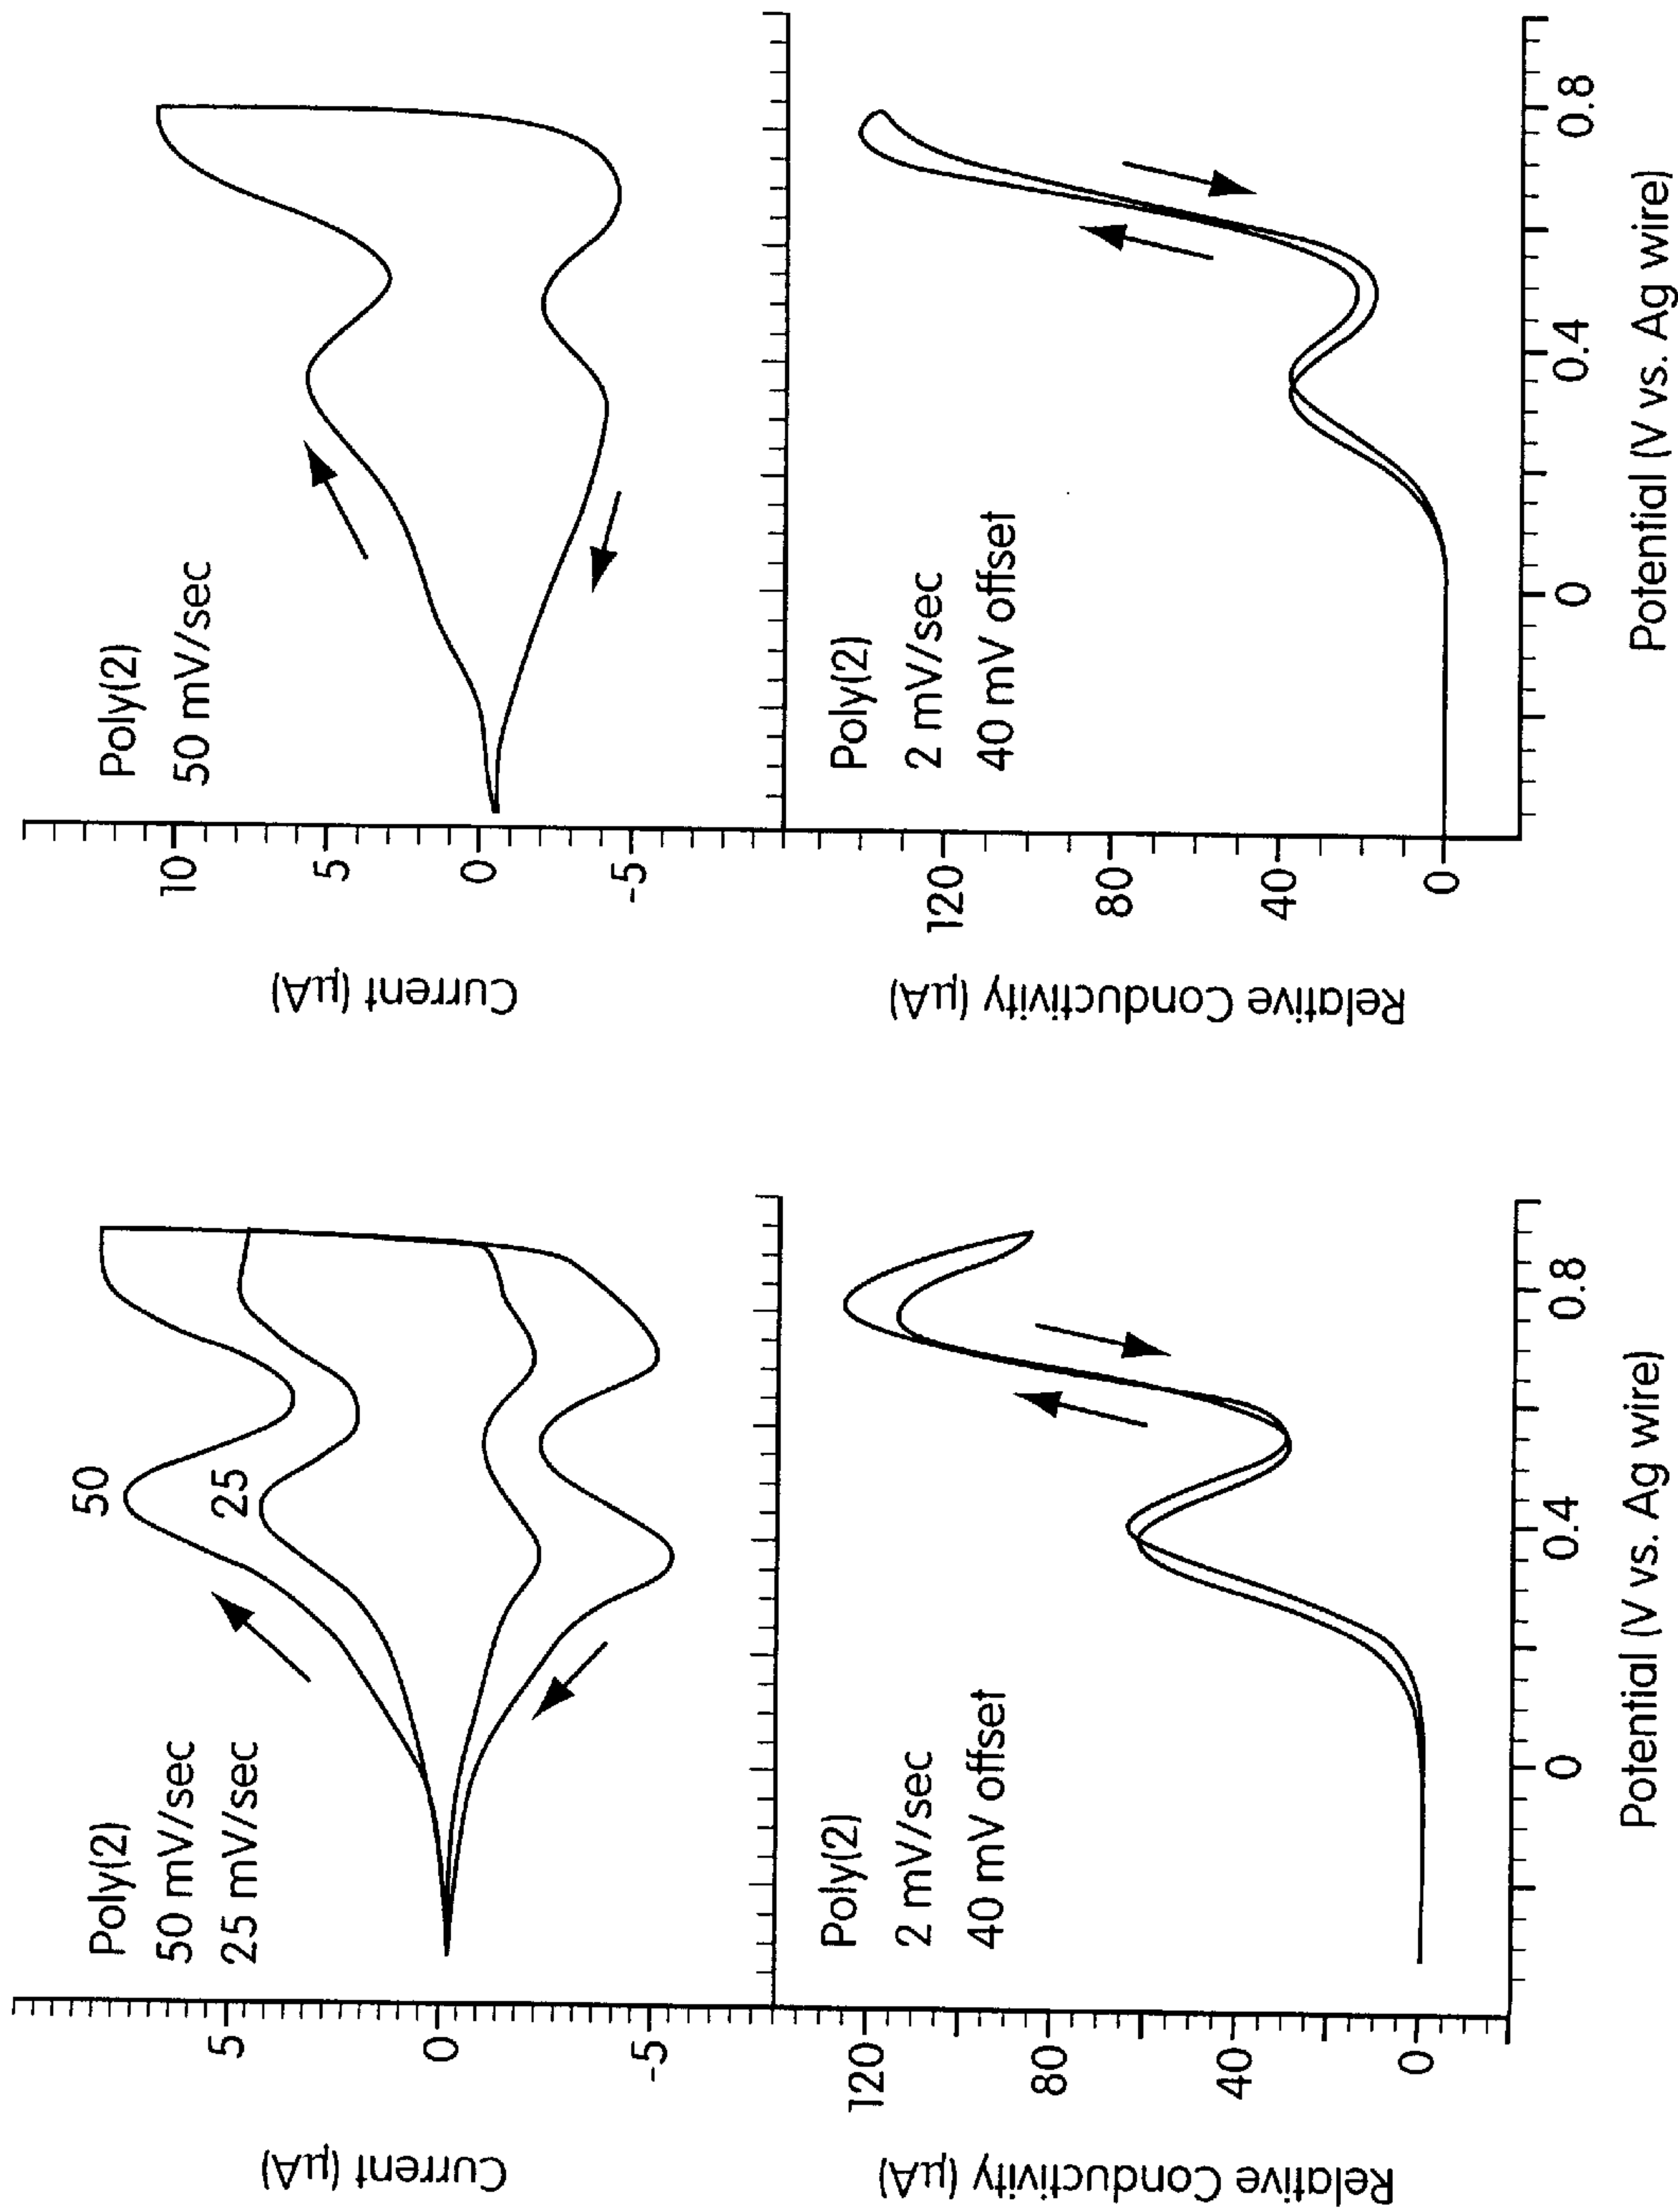 Poly(2)
50 mV/sec
25 mV/sec
50
25
5
0
-5
Current (μA)
Poly(2)
2 mV/sec
40 mV offset
120
80
40
0
Relative Conductivity (μA)
0
0.4
0.8
Potential (V vs. Ag wire)
Poly(2)
50 mV/sec
10
5
0
-5
Current (μA)
Poly(2)
2 mV/sec
40 mV offset
120
80
40
0
Relative Conductivity (μA)
0
0.4
0.8
Potential (V vs. Ag wire)